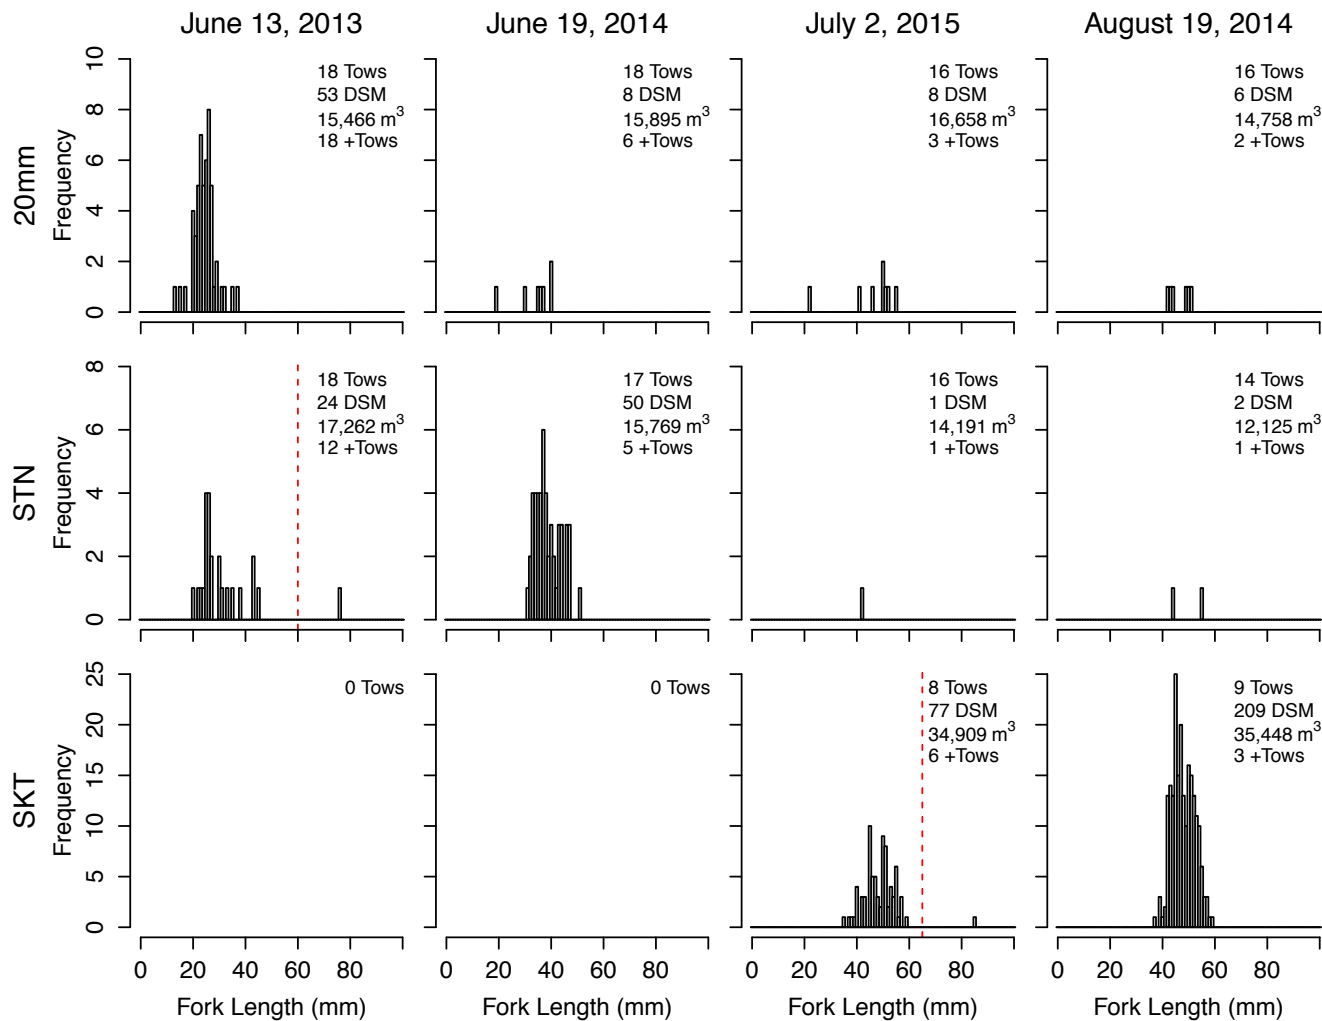 June 13, 2013
June 19, 2014
July 2, 2015
August 19, 2014
20mm
Frequency
0 2 4 6 8 10
18 Tows
53 DSM
15,466 m³
18 +Tows
18 Tows
8 DSM
15,895 m³
6 +Tows
16 Tows
8 DSM
16,658 m³
3 +Tows
16 Tows
6 DSM
14,758 m³
2 +Tows
STN
Frequency
0 2 4 6 8
18 Tows
24 DSM
17,262 m³
12 +Tows
17 Tows
50 DSM
15,769 m³
5 +Tows
16 Tows
1 DSM
14,191 m³
1 +Tows
14 Tows
2 DSM
12,125 m³
1 +Tows
SKT
Frequency
0 5 10 15 20 25
0 Tows
0 Tows
8 Tows
77 DSM
34,909 m³
6 +Tows
9 Tows
209 DSM
35,448 m³
3 +Tows
0 20 40 60 80
0 20 40 60 80
0 20 40 60 80
0 20 40 60 80
Fork Length (mm)
Fork Length (mm)
Fork Length (mm)
Fork Length (mm)